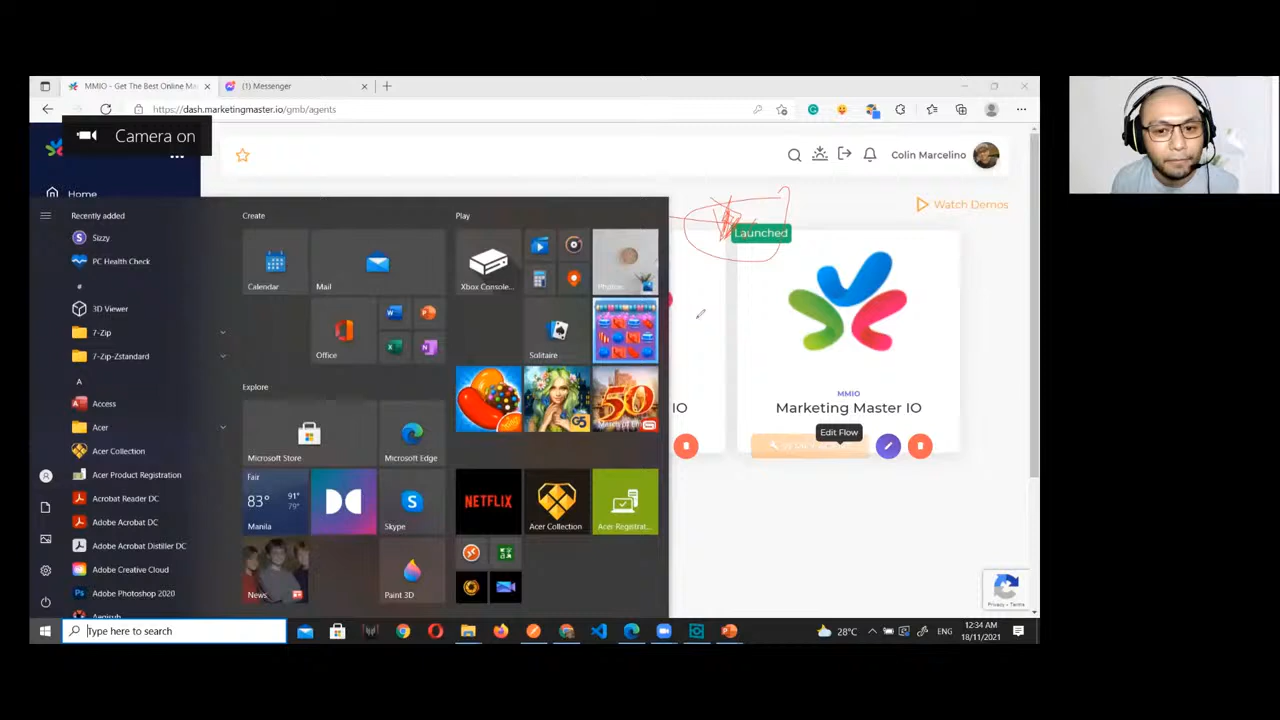 MMIO - Get The Best Online Ma
(1) Messenger
https://dash.marketingmaster.io/gmb/agents
Camera on
Colin Marcelino
Home
Watch Demos
Launched
Recently added
Sizzy
PC Health Check
#
3D Viewer
7-Zip
7-Zip-Zstandard
A
Access
Acer
Acer Collection
Acer Product Registration
Acrobat Reader DC
Adobe Acrobat DC
Adobe Acrobat Distiller DC
Adobe Creative Cloud
Adobe Photoshop 2020
Aegisub
Create
Calendar
Mail
Office
Explore
Microsoft Store
Microsoft Edge
Fair
83° 91° 79°
Manila
Skype
News
Paint 3D
Play
Xbox Console...
Photos
Solitaire
NETFLIX
Acer Collection
Acer Registrat...
IO
MMIO
Marketing Master IO
Edit Flow
Privacy - Terms
Type here to search
28°C
ENG
12:34 AM
18/11/2021